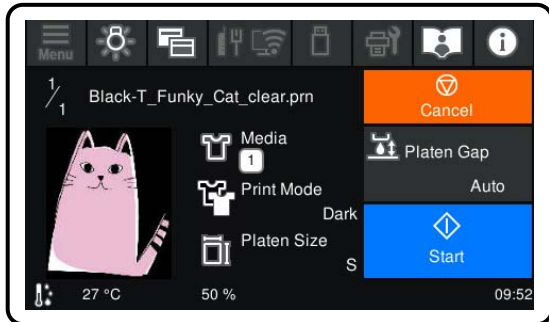 Menu
1/1
Black-T_Funky_Cat_clear.prn
Cancel
Media
1
Platen Gap
Auto
Print Mode
Dark
Platen Size
S
Start
27 °C
50 %
09:52